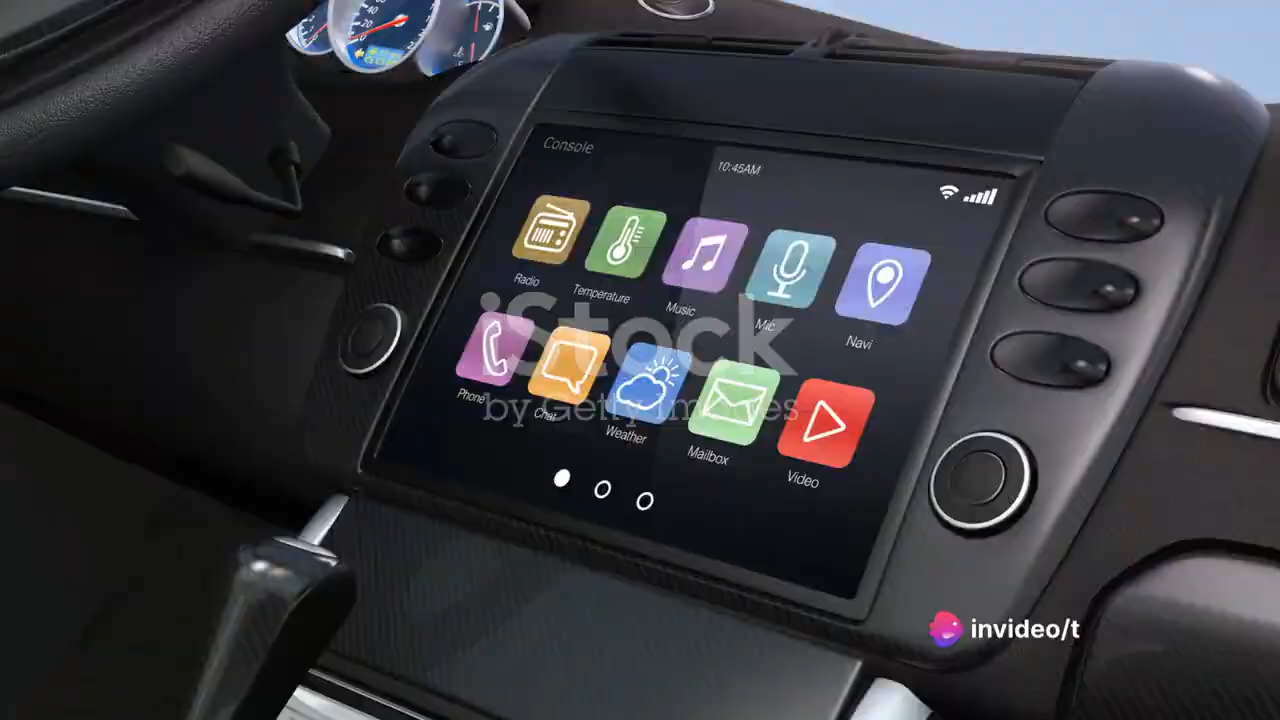 Console
10:45AM
Radio
Temperature
Music
Mic
Navi
Phone
Chat
Weather
Mailbox
Video
iStock
by Getty Images
invideo/t